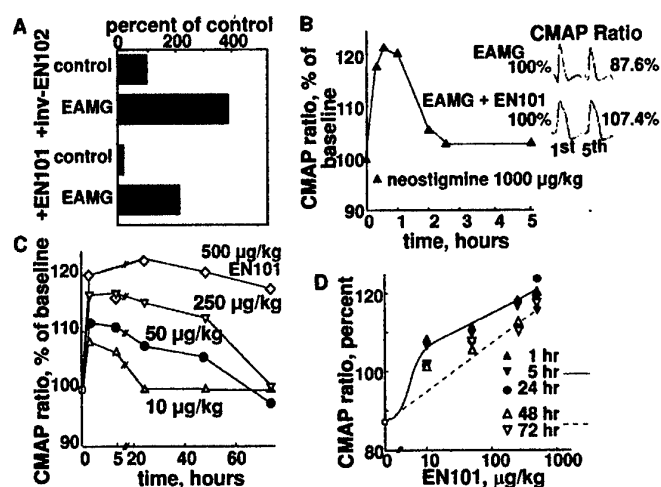 A
percent of control
0 200 400
+EN101 +inv-EN102
control
EAMG
control
EAMG
B
CMAP ratio, % of baseline
120
110
100
90
CMAP Ratio
EAMG
100% 87.6%
EAMG + EN101
100% 107.4%
1st 5th
▲ neostigmine 1000 µg/kg
0 1 2 3 4 5
time, hours
C
CMAP ratio, % of baseline
120
110
100
90
500 µg/kg
EN101
250 µg/kg
50 µg/kg
10 µg/kg
0 5 20 40 60
time, hours
D
CMAP ratio, percent
120
100
80
▲ 1 hr
▼ 5 hr
● 24 hr
△ 48 hr
▽ 72 hr
0 10 100 1000
EN101, µg/kg